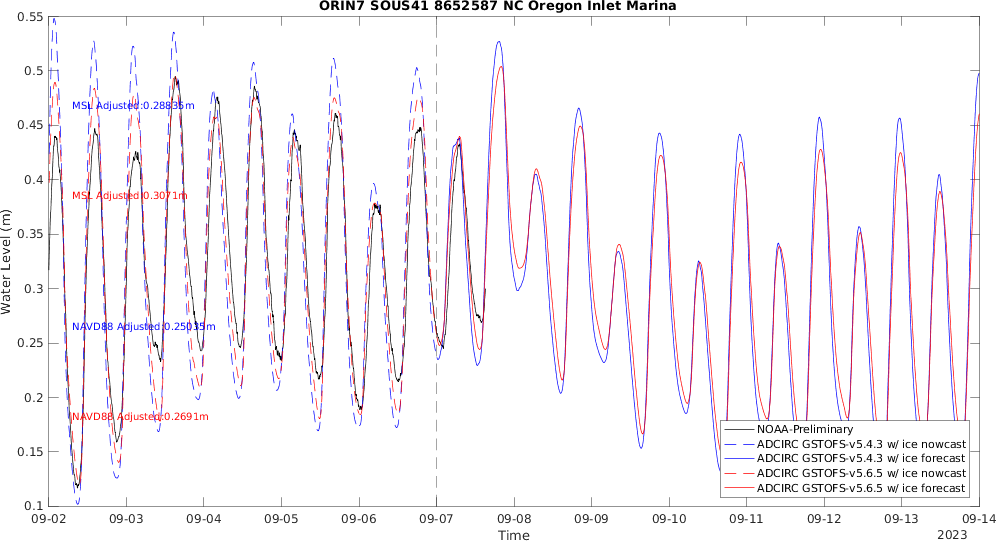 ORIN7 SOUS41 8652587 NC Oregon Inlet Marina
0.55
0.5
0.45
0.4
0.35
0.3
0.25
0.2
0.15
0.1
Water Level (m)
MSL Adjusted:0.28835m
MSL Adjusted:0.3071m
NAVD88 Adjusted:0.25035m
NAVD88 Adjusted:0.2691m
NOAA-Preliminary
ADCIRC GSTOFS-v5.4.3 w/ ice nowcast
ADCIRC GSTOFS-v5.4.3 w/ ice forecast
ADCIRC GSTOFS-v5.6.5 w/ ice nowcast
ADCIRC GSTOFS-v5.6.5 w/ ice forecast
09-02 09-03 09-04 09-05 09-06 09-07 09-08 09-09 09-10 09-11 09-12 09-13 09-14
Time
2023